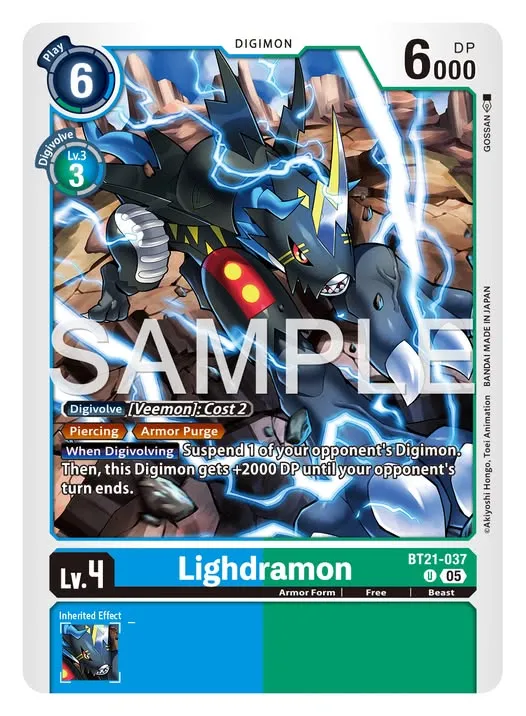 DIGIMON
Play
6
6000
DP
Digivolve
Lv.3
3
GOSSAN
SAMPLE
BANDAI MADE IN JAPAN
©Akiyoshi Hongo, Toei Animation
Digivolve [Veemon]: Cost 2
Piercing Armor Purge
When Digivolving Suspend 1 of your opponent's Digimon.
Then, this Digimon gets +2000 DP until your opponent's
turn ends.
Lv.4
Lighdramon
BT21-037
U 05
Armor Form | Free | Beast
Inherited Effect
–